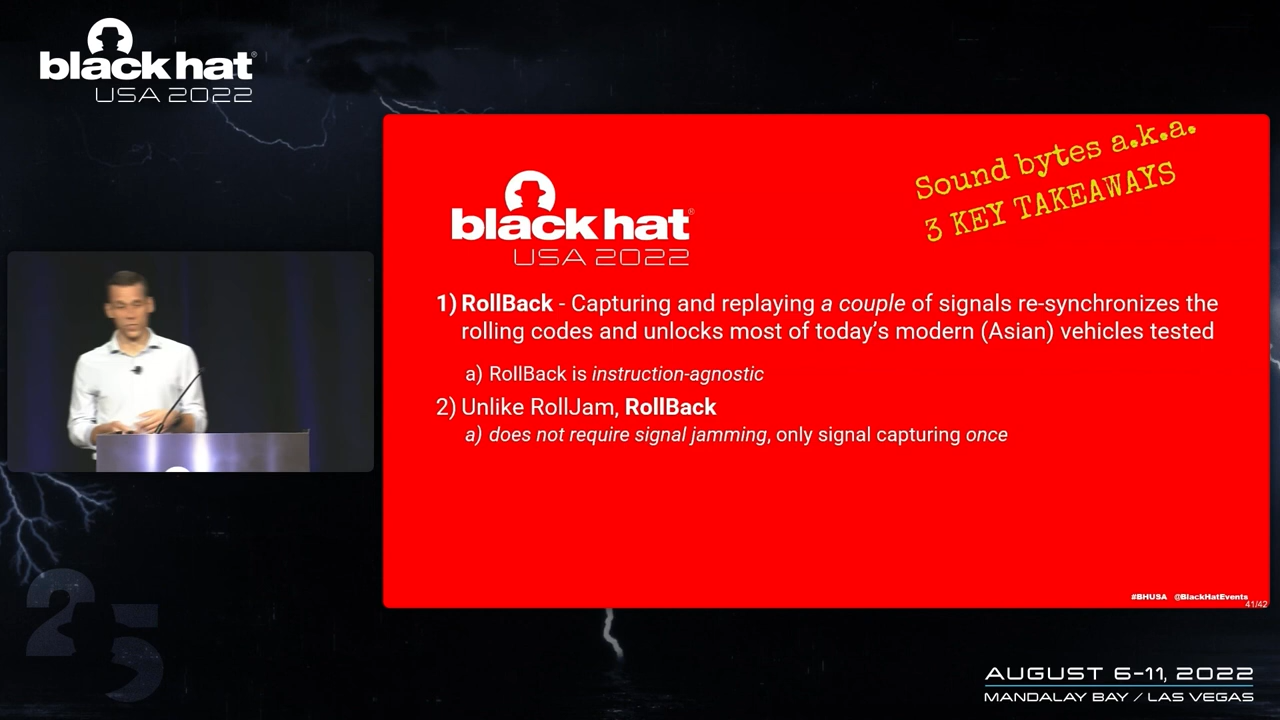 black hat®
USA 2022
Sound bytes a.k.a.
3 KEY TAKEAWAYS
black hat®
USA 2022
1) RollBack - Capturing and replaying a couple of signals re-synchronizes the
rolling codes and unlocks most of today's modern (Asian) vehicles tested
a) RollBack is instruction-agnostic
2) Unlike RollJam, RollBack
a) does not require signal jamming, only signal capturing once
#BHUSA @BlackHatEvents
41/42
25
AUGUST 6-11, 2022
MANDALAY BAY / LAS VEGAS